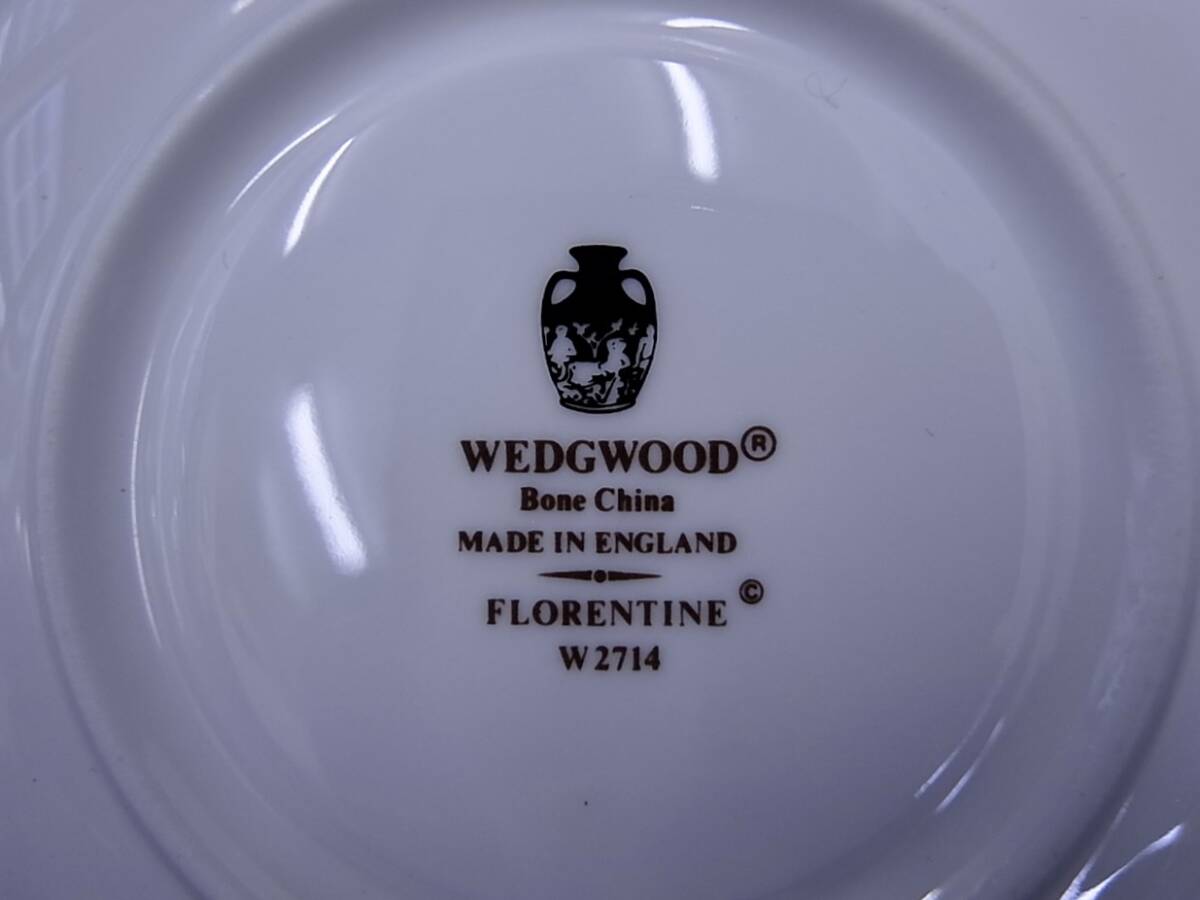 WEDGWOOD®
Bone China
MADE IN ENGLAND
FLORENTINE ©
W2714